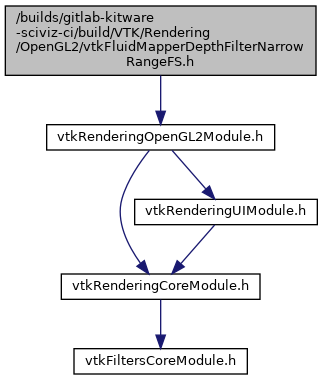 /builds/gitlab-kitware
-sciviz-ci/build/VTK/Rendering
/OpenGL2/vtkFluidMapperDepthFilterNarrow
RangeFS.h
vtkRenderingOpenGL2Module.h
vtkRenderingUIModule.h
vtkRenderingCoreModule.h
vtkFiltersCoreModule.h